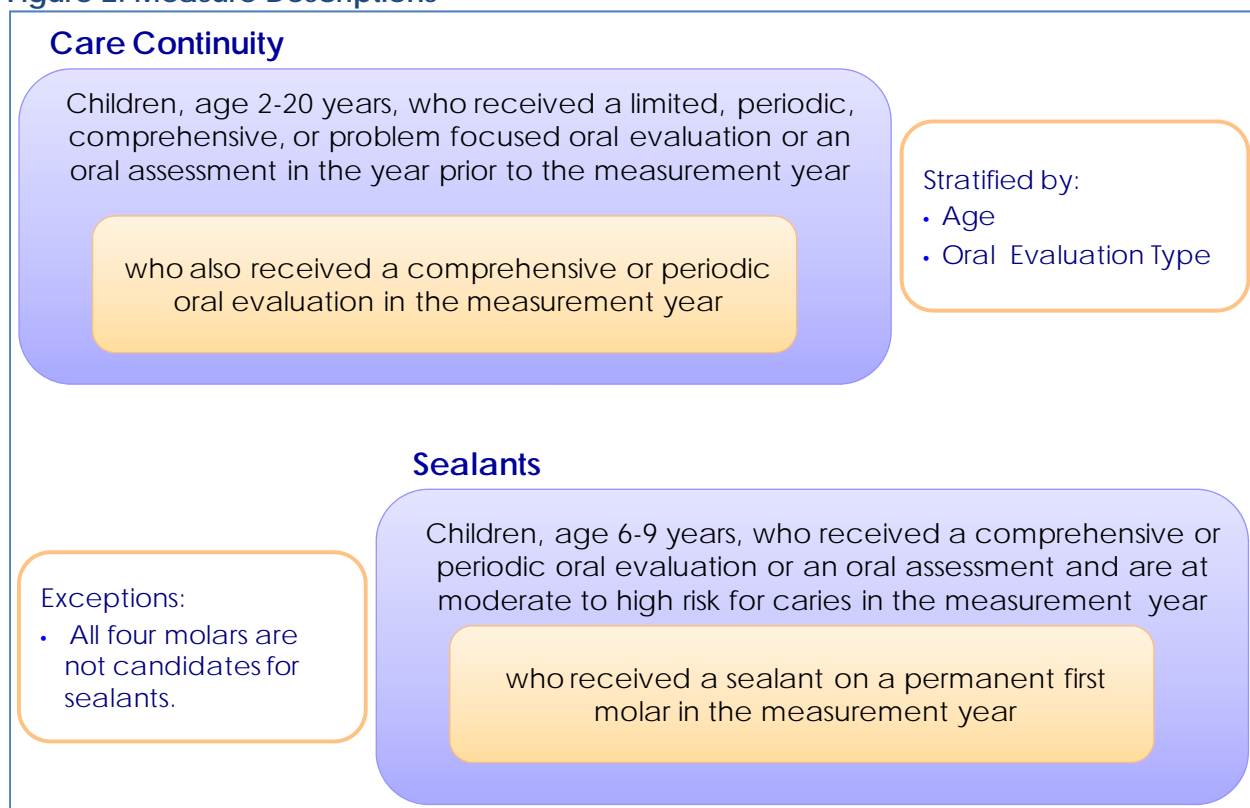 Care Continuity
Children, age 2-20 years, who received a limited, periodic,
comprehensive, or problem focused oral evaluation or an
oral assessment in the year prior to the measurement year
who also received a comprehensive or periodic
oral evaluation in the measurement year
Stratified by:
• Age
• Oral Evaluation Type
Sealants
Children, age 6-9 years, who received a comprehensive or
periodic oral evaluation or an oral assessment and are at
moderate to high risk for caries in the measurement year
who received a sealant on a permanent first
molar in the measurement year
Exceptions:
• All four molars are
not candidates for
sealants.